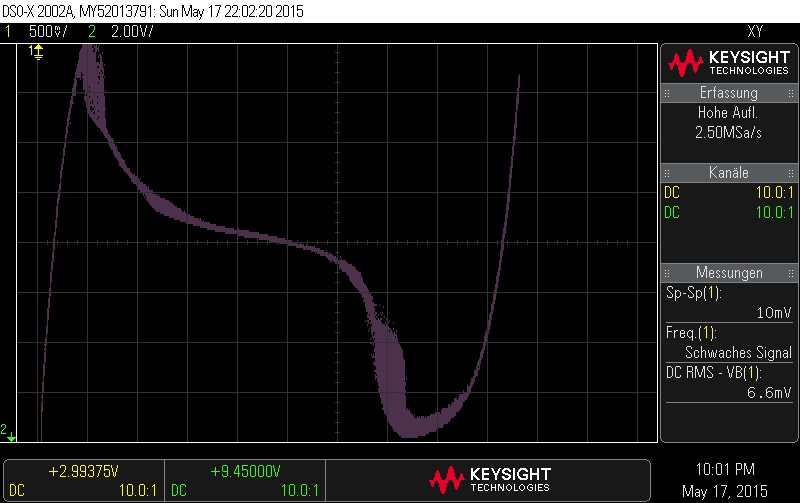 DSO-X 2002A, MY52013791: Sun May 17 22:02:20 2015
1 500mV/ 2 2.00V/ XY
1
KEYSIGHT
TECHNOLOGIES
Erfassung
Hohe Aufl.
2.50MSa/s
Kanäle
DC 10.0:1
DC 10.0:1
Messungen
Sp-Sp(1):
10mV
Freq.(1):
Schwaches Signal
DC RMS - VB(1):
6.6mV
2
+2.99375V
DC 10.0:1
+9.45000V
DC 10.0:1
KEYSIGHT
TECHNOLOGIES
10:01 PM
May 17, 2015